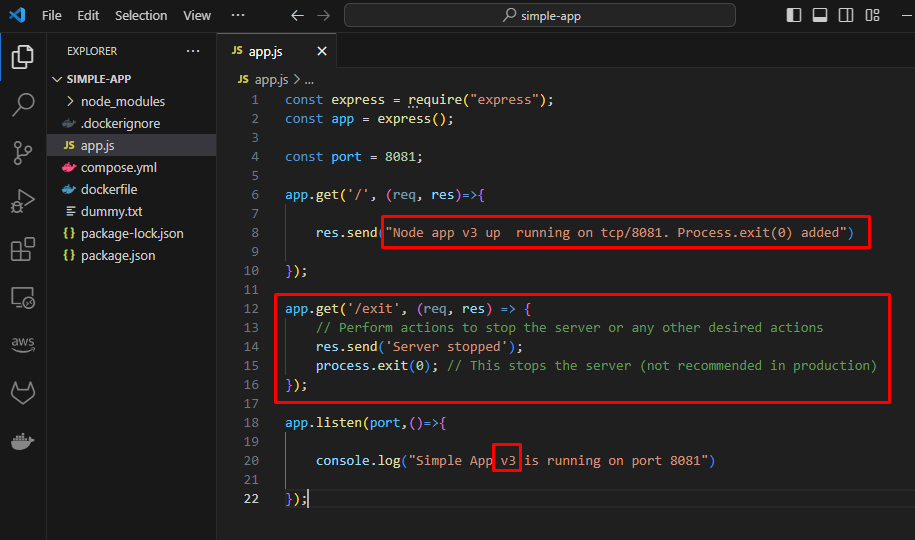 File Edit Selection View ··· simple-app
EXPLORER ···
SIMPLE-APP
node_modules
.dockerignore
JS app.js
compose.yml
dockerfile
dummy.txt
{} package-lock.json
{} package.json
aws
JS app.js ×
JS app.js > ...
1 const express = require("express");
2 const app = express();
3
4 const port = 8081;
5
6 app.get('/', (req, res)=>{
7
8 res.send("Node app v3 up  running on tcp/8081. Process.exit(0) added")
9
10 });
11
12 app.get('/exit', (req, res) => {
13 // Perform actions to stop the server or any other desired actions
14 res.send('Server stopped');
15 process.exit(0); // This stops the server (not recommended in production)
16 });
17
18 app.listen(port,()=>{
19
20 console.log("Simple App v3 is running on port 8081")
21
22 });